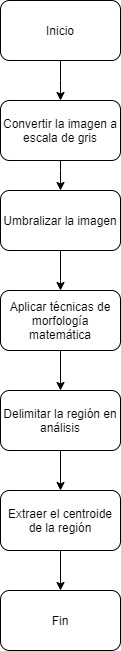 Inicio
Convertir la imagen a
escala de gris
Umbralizar la imagen
Aplicar técnicas de
morfología
matemática
Delimitar la región en
análisis
Extraer el centroide
de la región
Fin